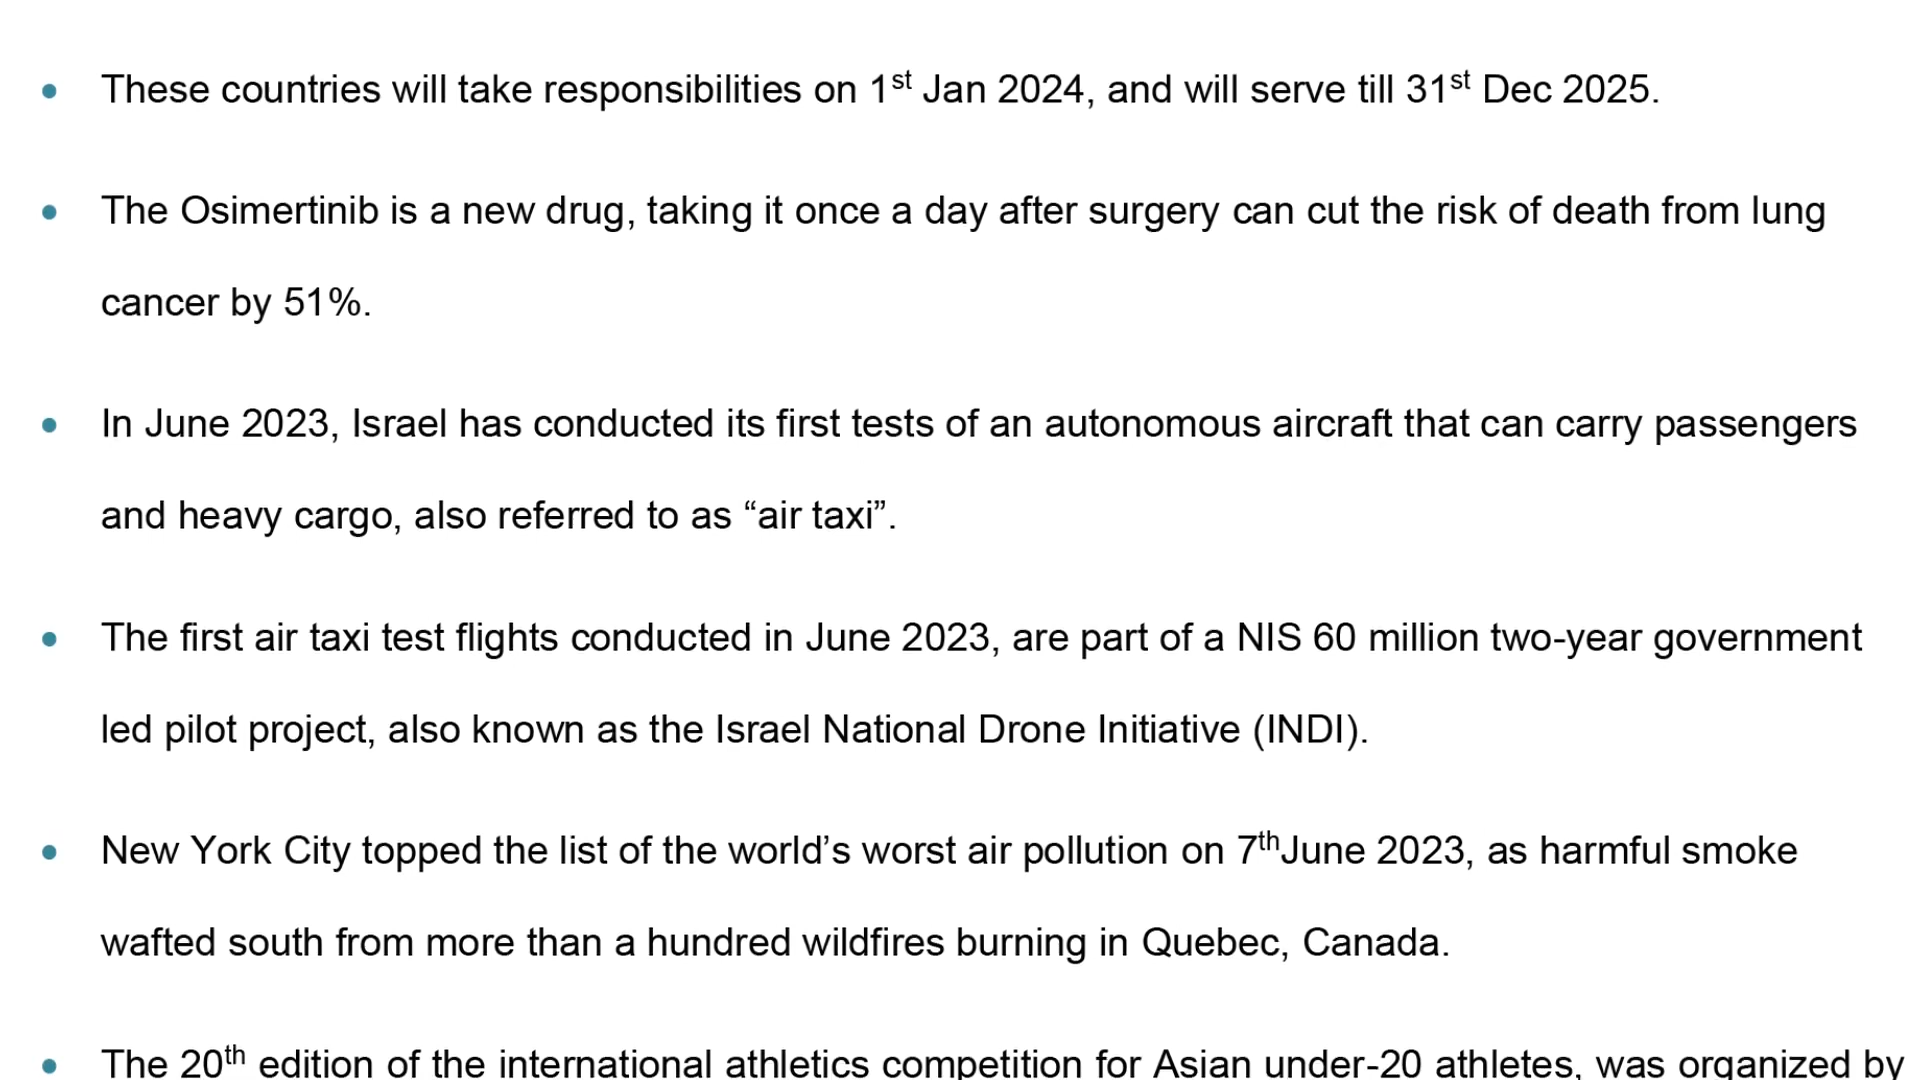 • These countries will take responsibilities on 1st Jan 2024, and will serve till 31st Dec 2025.
• The Osimertinib is a new drug, taking it once a day after surgery can cut the risk of death from lung
cancer by 51%.
• In June 2023, Israel has conducted its first tests of an autonomous aircraft that can carry passengers
and heavy cargo, also referred to as “air taxi”.
• The first air taxi test flights conducted in June 2023, are part of a NIS 60 million two-year government
led pilot project, also known as the Israel National Drone Initiative (INDI).
• New York City topped the list of the world’s worst air pollution on 7thJune 2023, as harmful smoke
wafted south from more than a hundred wildfires burning in Quebec, Canada.
• The 20th edition of the international athletics competition for Asian under-20 athletes, was organized by